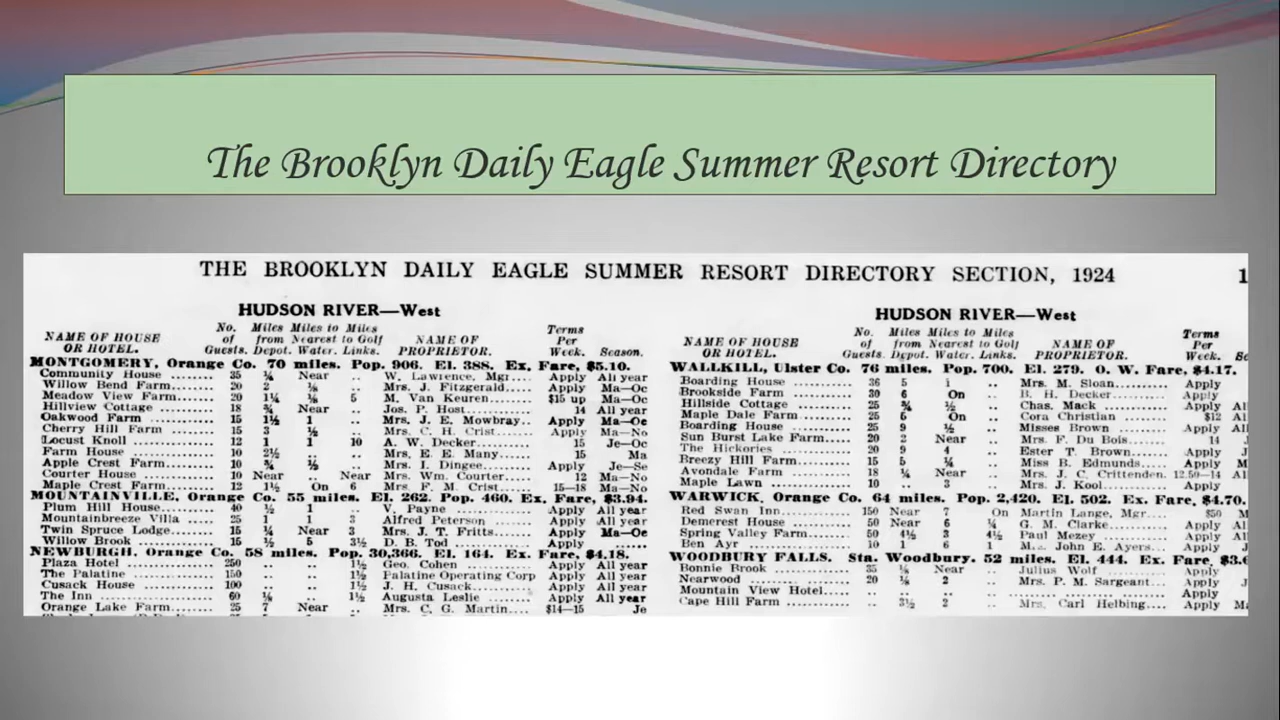 The Brooklyn Daily Eagle Summer Resort Directory
THE BROOKLYN DAILY EAGLE SUMMER RESORT DIRECTORY SECTION, 1924 1
HUDSON RIVER—West
NAME OF HOUSE OR HOTEL. No. of Guests. Miles from Depot. Miles to Nearest Water. Miles to Golf Links. NAME OF PROPRIETOR. Terms Per Week. Season.
MONTGOMERY, Orange Co. 70 miles. Pop. 906. El. 388. Ex. Fare, $5.10.
Community House ....... 35 ¾ Near .. W. Lawrence, Mgr.... Apply All year
Willow Bend Farm..... 20 2 ⅛ .. Mrs. J. Fitzgerald..... Apply Ma—Oc
Meadow View Farm..... 20 1¼ ⅛ 5 M. Van Keuren....... $15 up Ma—Oc
Hillview Cottage ....... 18 ¾ Near .. Jos. P. Host.......... 14 All year
Oakwood Farm......... 15 1½ 1 .. Mrs. J. E. Mowbray.. Apply Ma—Oc
Cherry Hill Farm ...... 15 3 ½ .. Mrs. C. H. Crist...... Apply Ma—No
Locust Knoll .......... 12 1 1 10 A. W. Decker......... 15 Je—Oc
Farm House ........... 10 2½ .. .. Mrs. E. E. Many...... 15 Ma
Apple Crest Farm....... 10 ¾ ½ .. Mrs. I. Dingee........ Apply Je—Se
Courter House ......... 10 Near .. Near Mrs. Wm. Courter..... 12 Ma—No
Maple Crest Farm...... 12 1½ On 6 Mrs. F. M. Crist...... 15—18 Ma—No
MOUNTAINVILLE, Orange Co. 55 miles. El. 262. Pop. 460. Ex. Fare, $3.94.
Plum Hill House....... 40 ½ 1 .. V. Payne ............. Apply All year
Mountainbreeze Villa ... 25 1 1 3 Alfred Peterson ....... Apply All year
Twin Spruce Lodge..... 15 ¼ Near 3 Mrs. J. T. Fritts...... Apply Ma—Oc
Willow Brook .......... 15 ½ 5 3½ D. B. Tod ............ Apply ......
NEWBURGH, Orange Co. 58 miles. Pop. 30,366. El. 164. Ex. Fare, $4.18.
Plaza Hotel ............ 250 .. .. 1½ Geo. Cohen ........... Apply All year
The Palatine ........... 150 .. .. 1½ Palatine Operating Corp Apply All year
Cusack House .......... 100 .. .. 1½ J. H. Cusack.......... Apply All year
The Inn ............... 60 ⅛ .. 1½ Augusta Leslie ........ Apply All year
Orange Lake Farm...... 25 7 Near .. Mrs. C. G. Martin..... $14—15 Je
HUDSON RIVER—West
NAME OF HOUSE OR HOTEL. No. of Guests. Miles from Depot. Miles to Nearest Water. Miles to Golf Links. NAME OF PROPRIETOR. Terms Per Week. Se
WALLKILL, Ulster Co. 76 miles. Pop. 700. El. 279. O. W. Fare, $4.17.
Boarding House ........ 36 5 1 .. Mrs. M. Sloan......... Apply
Brookside Farm ........ 30 6 On .. B. H. Decker.......... Apply
Hillside Cottage ........ 25 ¾ ½ .. Chas. Mack ........... Apply Al
Maple Dale Farm ...... 25 5 On .. Cora Christian ........ $12 Al
Boarding House ........ 25 9 ½ .. Misses Brown ......... Apply Al
Sun Burst Lake Farm.... 20 2 Near .. Mrs. F. Du Bois....... 14 J
The Hickories .......... 20 9 4 .. Ester T. Brown........ Apply Al
Breezy Hill Farm....... 15 5 ¼ .. Miss B. Edmunds..... Apply M
Avondale Farm ........ 18 ¼ Near .. Mrs. J. C. Crittenden. 12.50—14 Al
Maple Lawn ........... 10 .. 3 .. Mrs. J. Kool.......... Apply J
WARWICK, Orange Co. 64 miles. Pop. 2,420. El. 502. Ex. Fare, $4.70.
Red Swan Inn.......... 150 Near 7 On Martin Lange, Mgr.... $50 M
Demerest House ....... 50 Near 6 ¼ G. M. Clarke.......... Apply Al
Spring Valley Farm..... 50 4½ 3 4½ Paul Mezey ........... Apply Al
Ben Ayr ............... 10 1 6 1 John E. Ayers... Apply J
WOODBURY FALLS. Sta. Woodbury. 52 miles. El. 444. Ex. Fare,
Bonnie Brook .......... 35 ¼ Near .. Julius Wolf ........... Apply J
Nearwood ............. 20 ⅛ 2 .. Mrs. P. M. Sargeant... Apply J
Mountain View Hotel.... .. .. .. .. .................... Apply
Cape Hill Farm ........ .. 3½ 2 .. Mrs. Carl Helbing.... Apply Ma